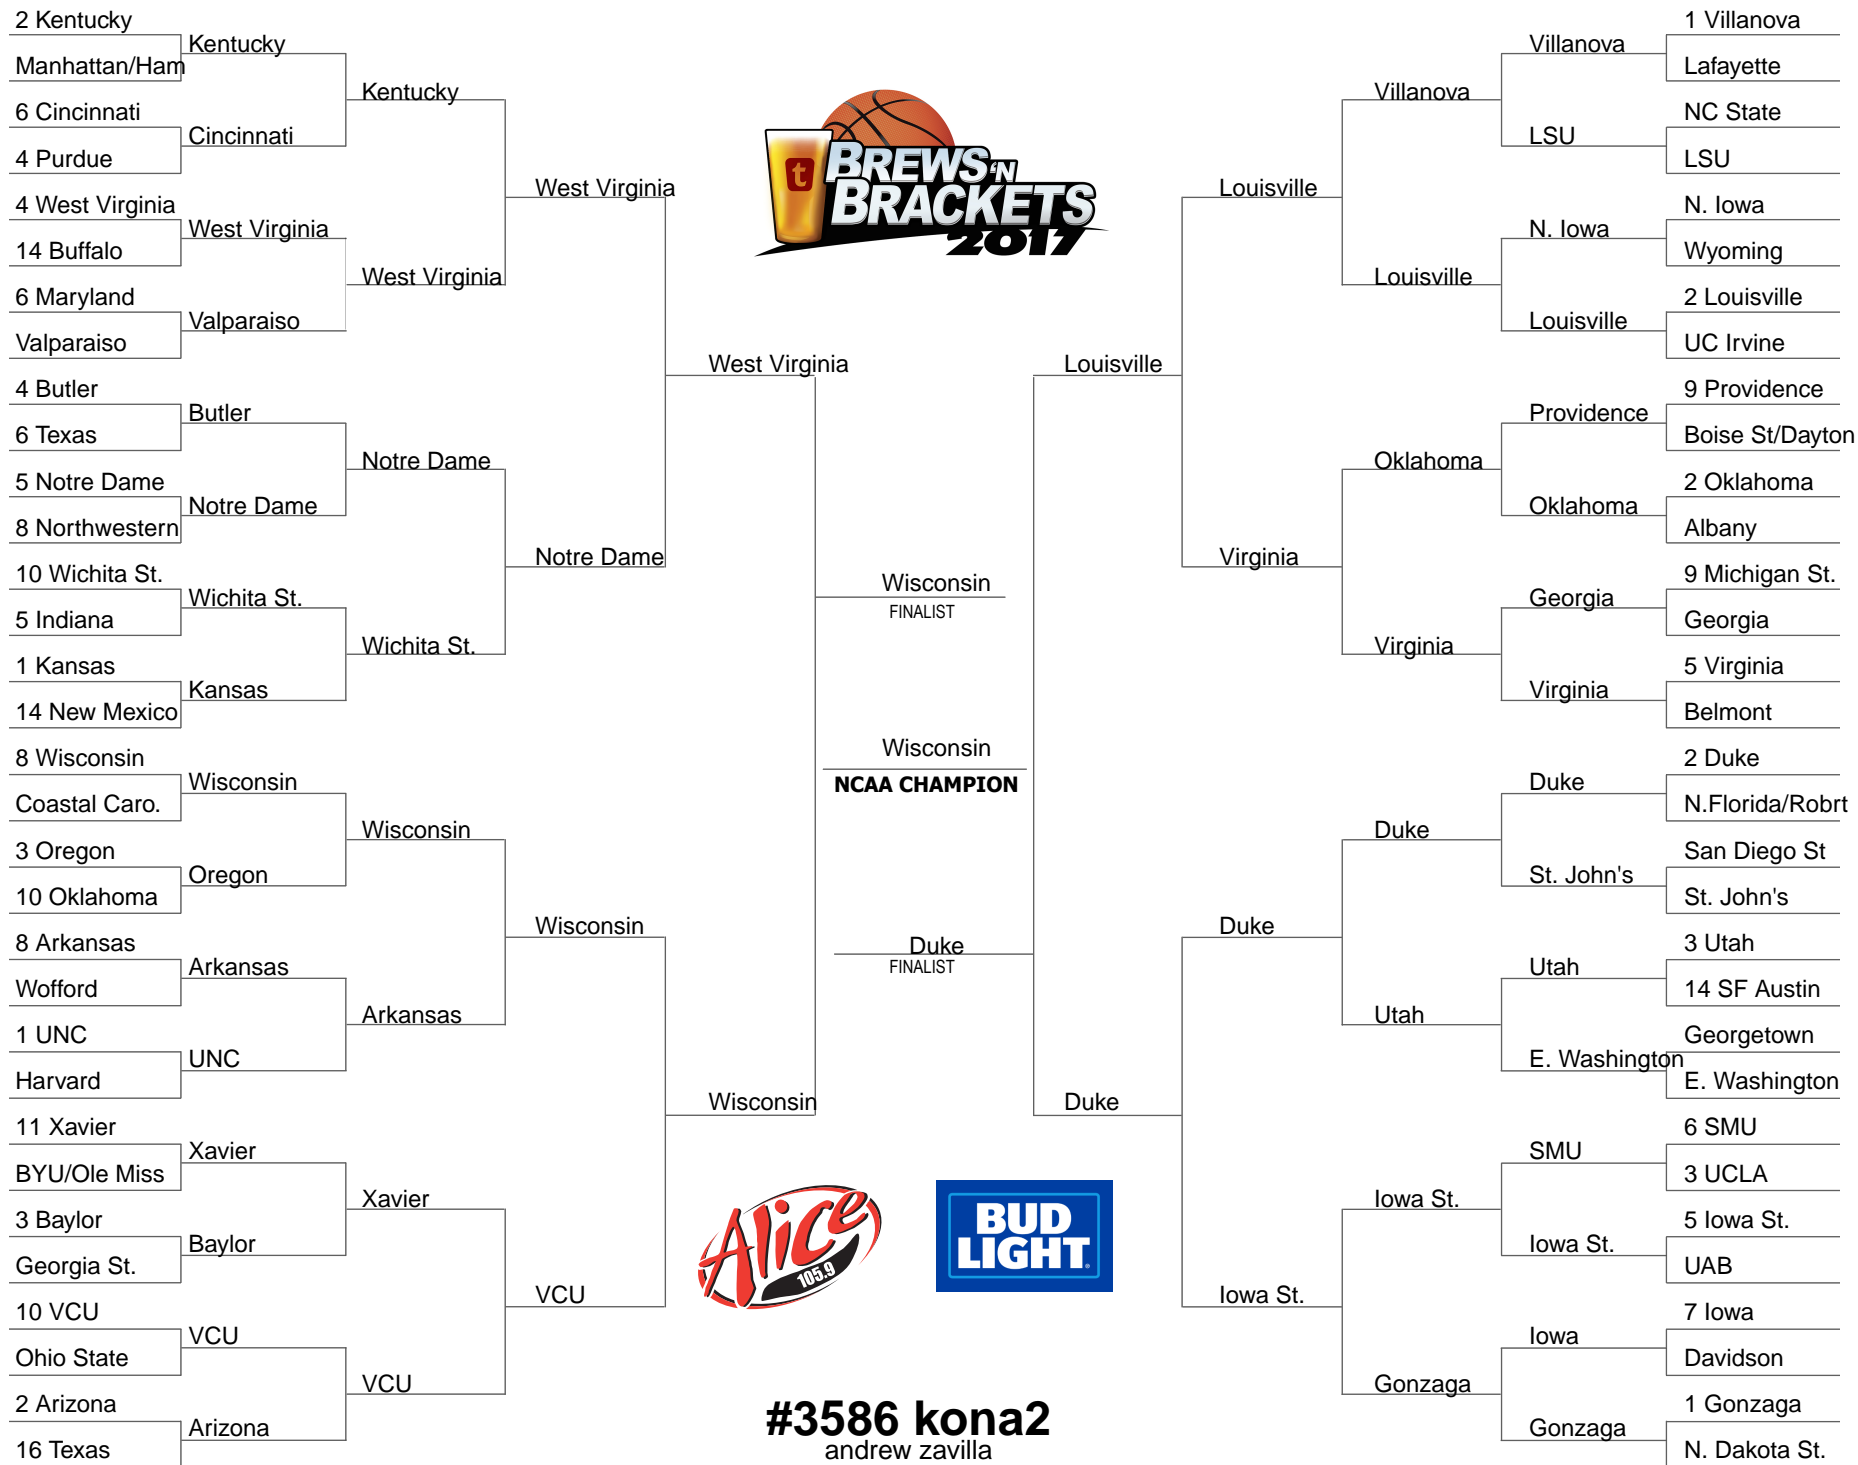 2 Kentucky
Manhattan/Ham
6 Cincinnati
4 Purdue
4 West Virginia
14 Buffalo
6 Maryland
Valparaiso
4 Butler
6 Texas
5 Notre Dame
8 Northwestern
10 Wichita St.
5 Indiana
1 Kansas
14 New Mexico
8 Wisconsin
Coastal Caro.
3 Oregon
10 Oklahoma
8 Arkansas
Wofford
1 UNC
Harvard
11 Xavier
BYU/Ole Miss
3 Baylor
Georgia St.
10 VCU
Ohio State
2 Arizona
16 Texas
Kentucky
Cincinnati
West Virginia
Valparaiso
Butler
Notre Dame
Wichita St.
Kansas
Wisconsin
Oregon
Arkansas
UNC
Xavier
Baylor
VCU
Arizona
Kentucky
West Virginia
Notre Dame
Wichita St.
Wisconsin
Arkansas
Xavier
VCU
West Virginia
Notre Dame
Wisconsin
VCU
West Virginia
Wisconsin
t
BREWS 'N
BRACKETS
2017
Wisconsin
FINALIST
Wisconsin
NCAA CHAMPION
Duke
FINALIST
Alice
105.9
BUD
LIGHT
#3586 kona2
andrew zavilla
Louisville
Duke
Louisville
Virginia
Duke
Iowa St.
Villanova
Louisville
Oklahoma
Virginia
Duke
Utah
Iowa St.
Gonzaga
Villanova
LSU
N. Iowa
Louisville
Providence
Oklahoma
Georgia
Virginia
Duke
St. John's
Utah
E. Washington
SMU
Iowa St.
Iowa
Gonzaga
1 Villanova
Lafayette
NC State
LSU
N. Iowa
Wyoming
2 Louisville
UC Irvine
9 Providence
Boise St/Dayton
2 Oklahoma
Albany
9 Michigan St.
Georgia
5 Virginia
Belmont
2 Duke
N.Florida/Robrt
San Diego St
St. John's
3 Utah
14 SF Austin
Georgetown
E. Washington
6 SMU
3 UCLA
5 Iowa St.
UAB
7 Iowa
Davidson
1 Gonzaga
N. Dakota St.